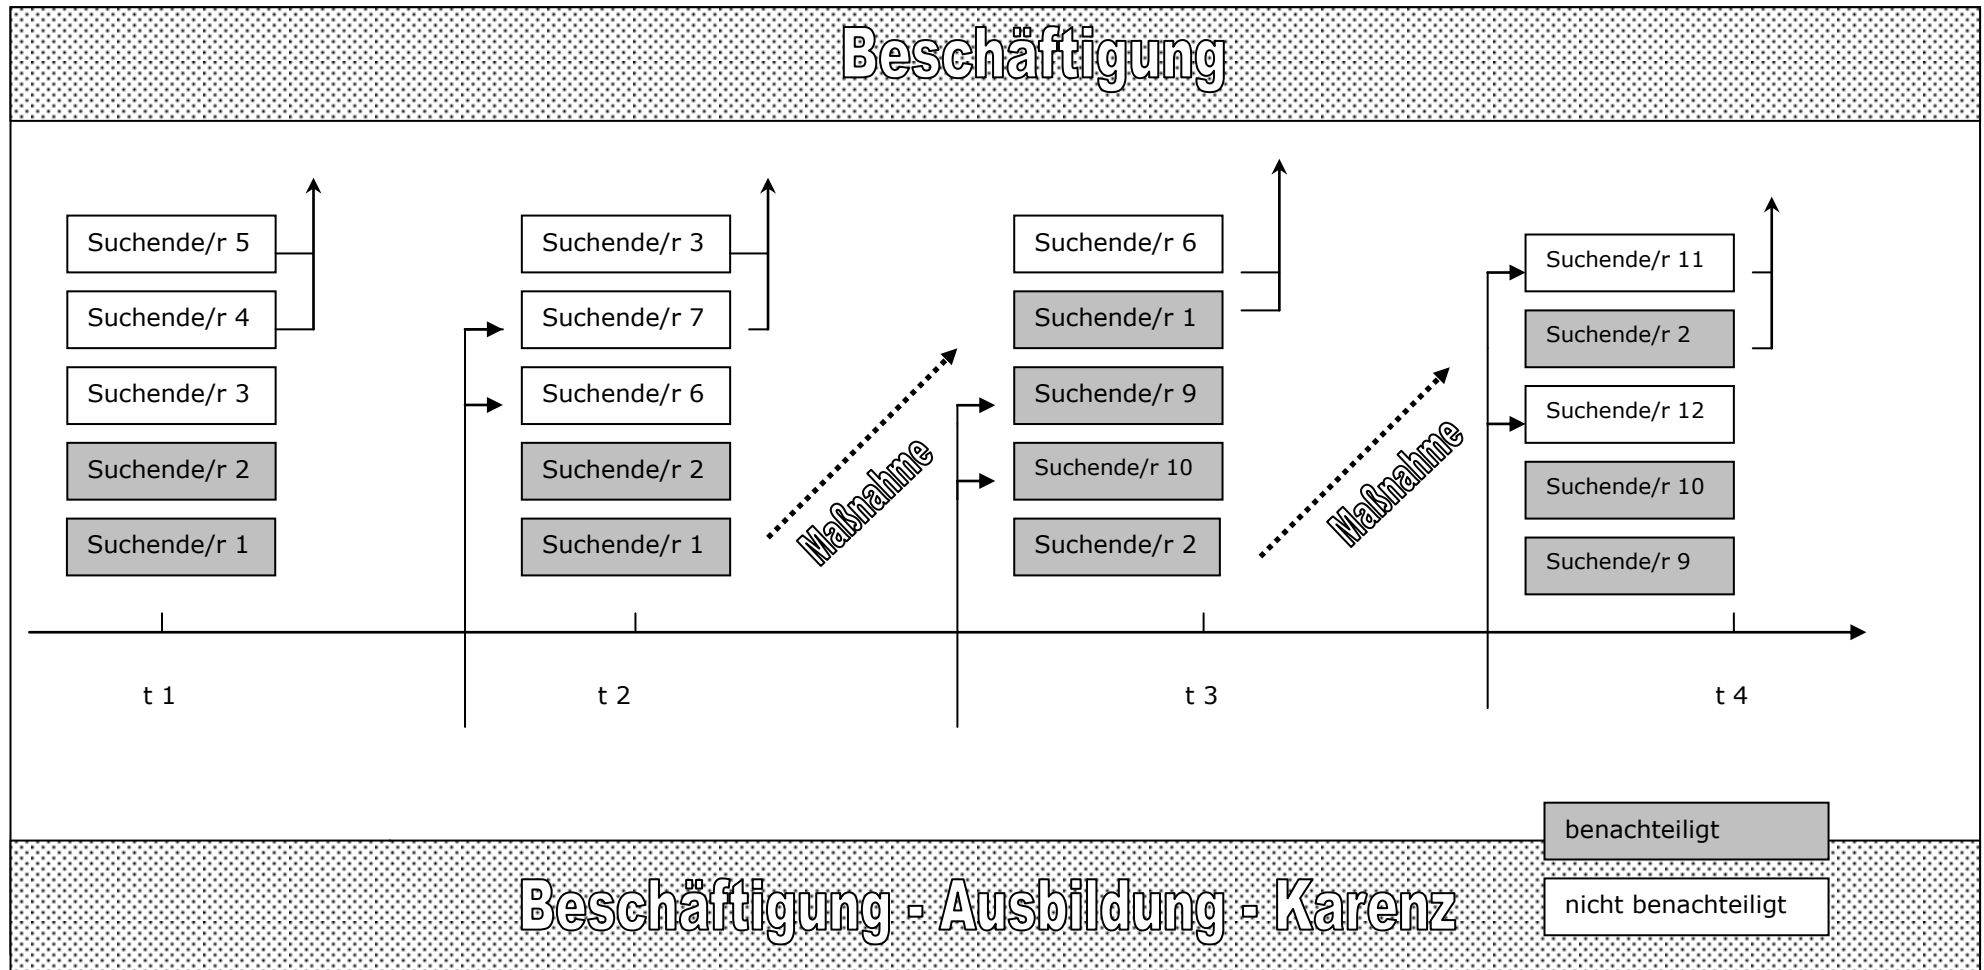 Beschäftigung
Suchende/r 5
Suchende/r 4
Suchende/r 3
Suchende/r 2
Suchende/r 1
Suchende/r 3
Suchende/r 7
Suchende/r 6
Suchende/r 2
Suchende/r 1
Maßnahme
Suchende/r 6
Suchende/r 1
Suchende/r 9
Suchende/r 10
Suchende/r 2
Maßnahme
Suchende/r 11
Suchende/r 2
Suchende/r 12
Suchende/r 10
Suchende/r 9
t 1
t 2
t 3
t 4
benachteiligt
nicht benachteiligt
Beschäftigung - Ausbildung - Karenz